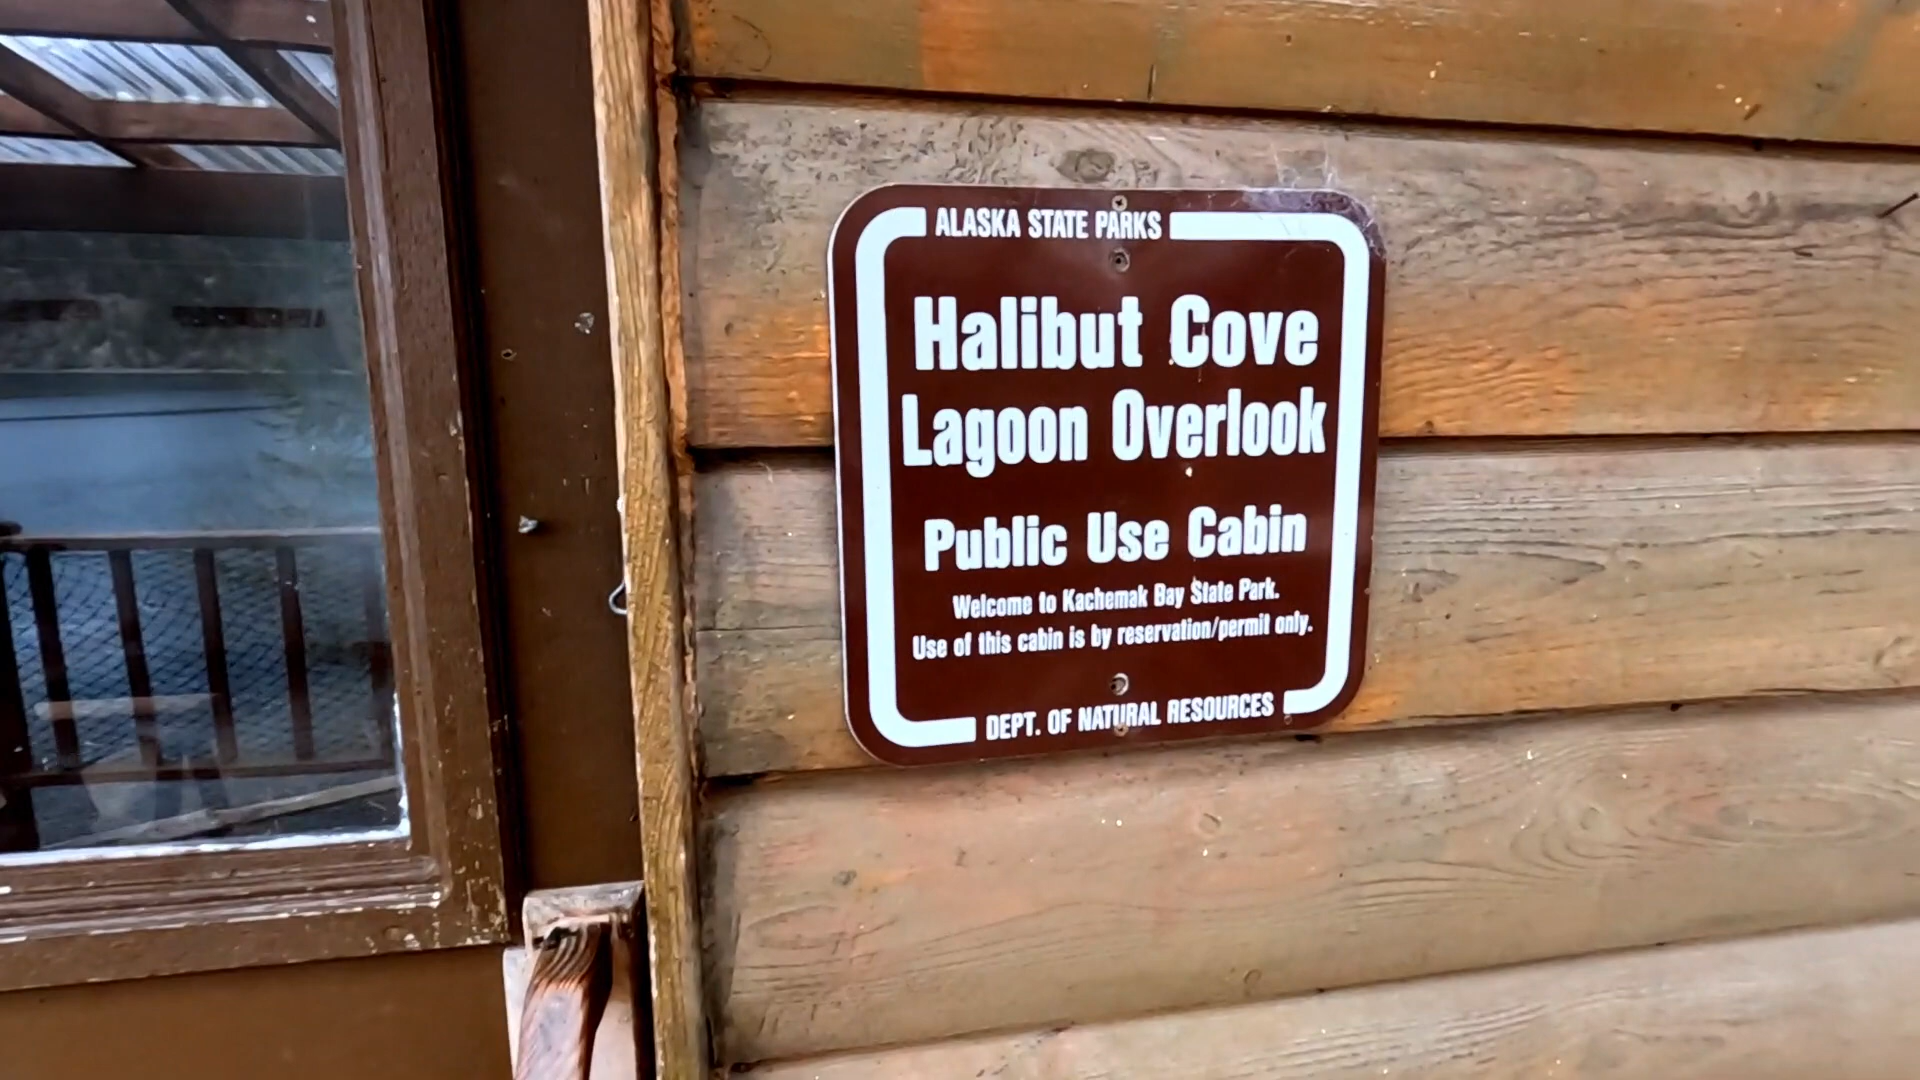 ALASKA STATE PARKS
Halibut Cove
Lagoon Overlook
Public Use Cabin
Welcome to Kachemak Bay State Park.
Use of this cabin is by reservation/permit only.
DEPT. OF NATURAL RESOURCES